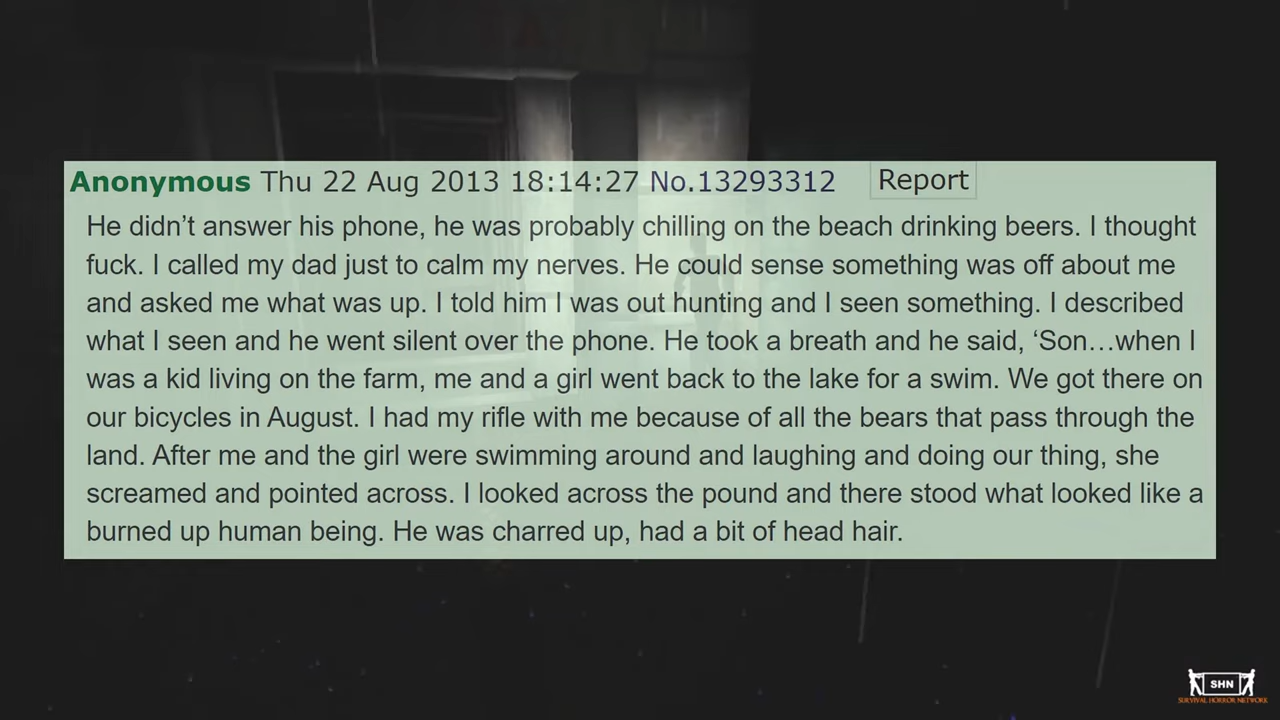 Anonymous Thu 22 Aug 2013 18:14:27 No.13293312 Report
He didn’t answer his phone, he was probably chilling on the beach drinking beers. I thought
fuck. I called my dad just to calm my nerves. He could sense something was off about me
and asked me what was up. I told him I was out hunting and I seen something. I described
what I seen and he went silent over the phone. He took a breath and he said, ‘Son…when I
was a kid living on the farm, me and a girl went back to the lake for a swim. We got there on
our bicycles in August. I had my rifle with me because of all the bears that pass through the
land. After me and the girl were swimming around and laughing and doing our thing, she
screamed and pointed across. I looked across the pound and there stood what looked like a
burned up human being. He was charred up, had a bit of head hair.
SHN
SURVIVAL HORROR NETWORK